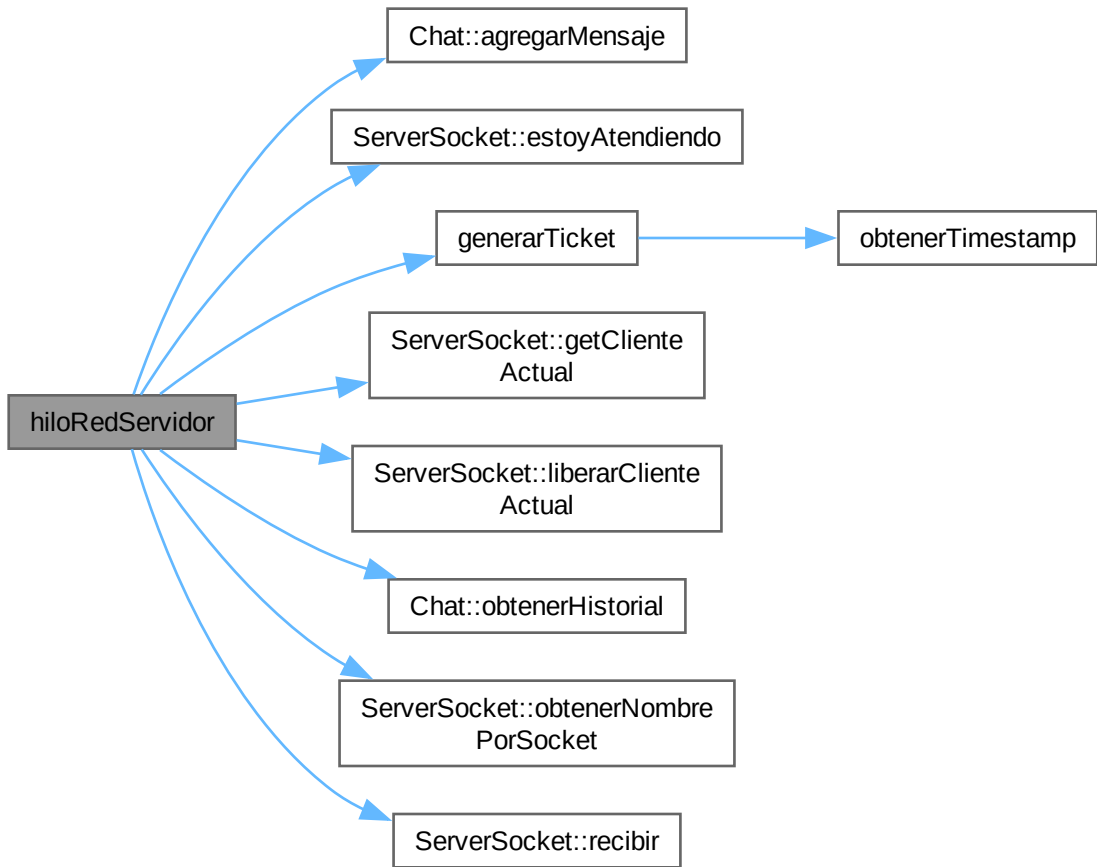 Chat::agregarMensaje
ServerSocket::estoyAtendiendo
generarTicket
obtenerTimestamp
ServerSocket::getCliente
Actual
hiloRedServidor
ServerSocket::liberarCliente
Actual
Chat::obtenerHistorial
ServerSocket::obtenerNombre
PorSocket
ServerSocket::recibir